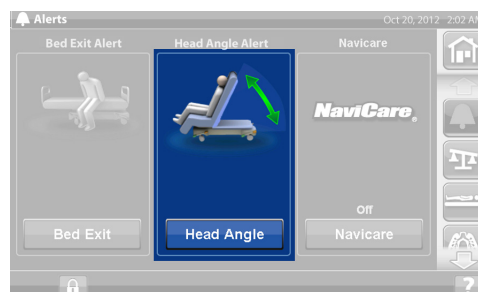 Alerts
Oct 20, 2012 2:02 AM
Bed Exit Alert
Head Angle Alert
Navicare
NaviCare®
Off
Bed Exit
Head Angle
Navicare
?